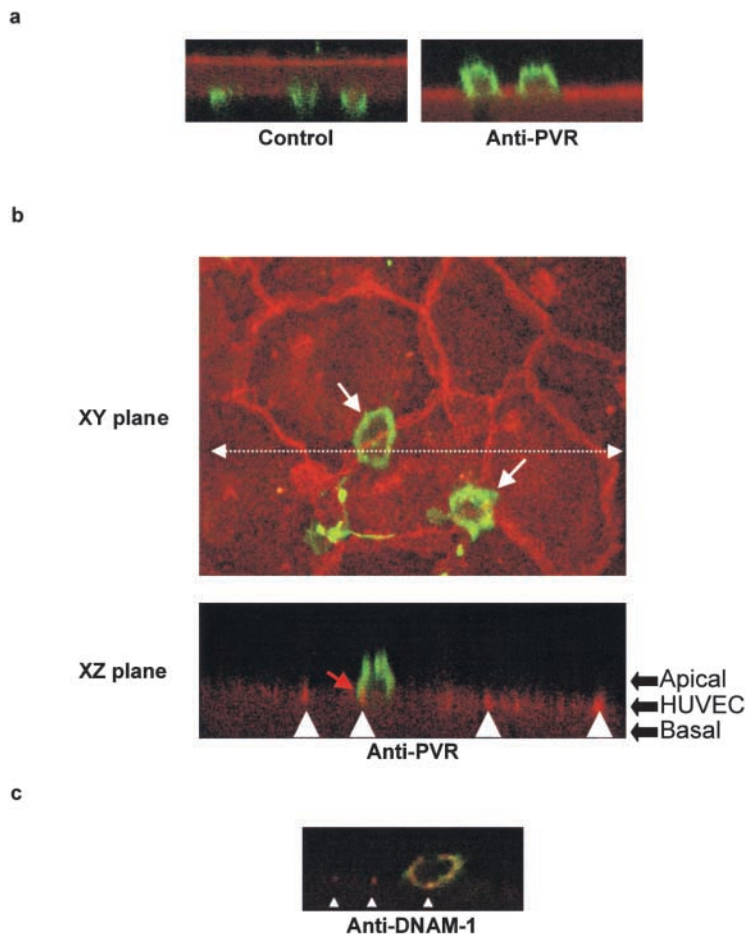 a
Control
Anti-PVR
b
XY plane
XZ plane
Apical
HUVEC
Basal
Anti-PVR
c
Anti-DNAM-1